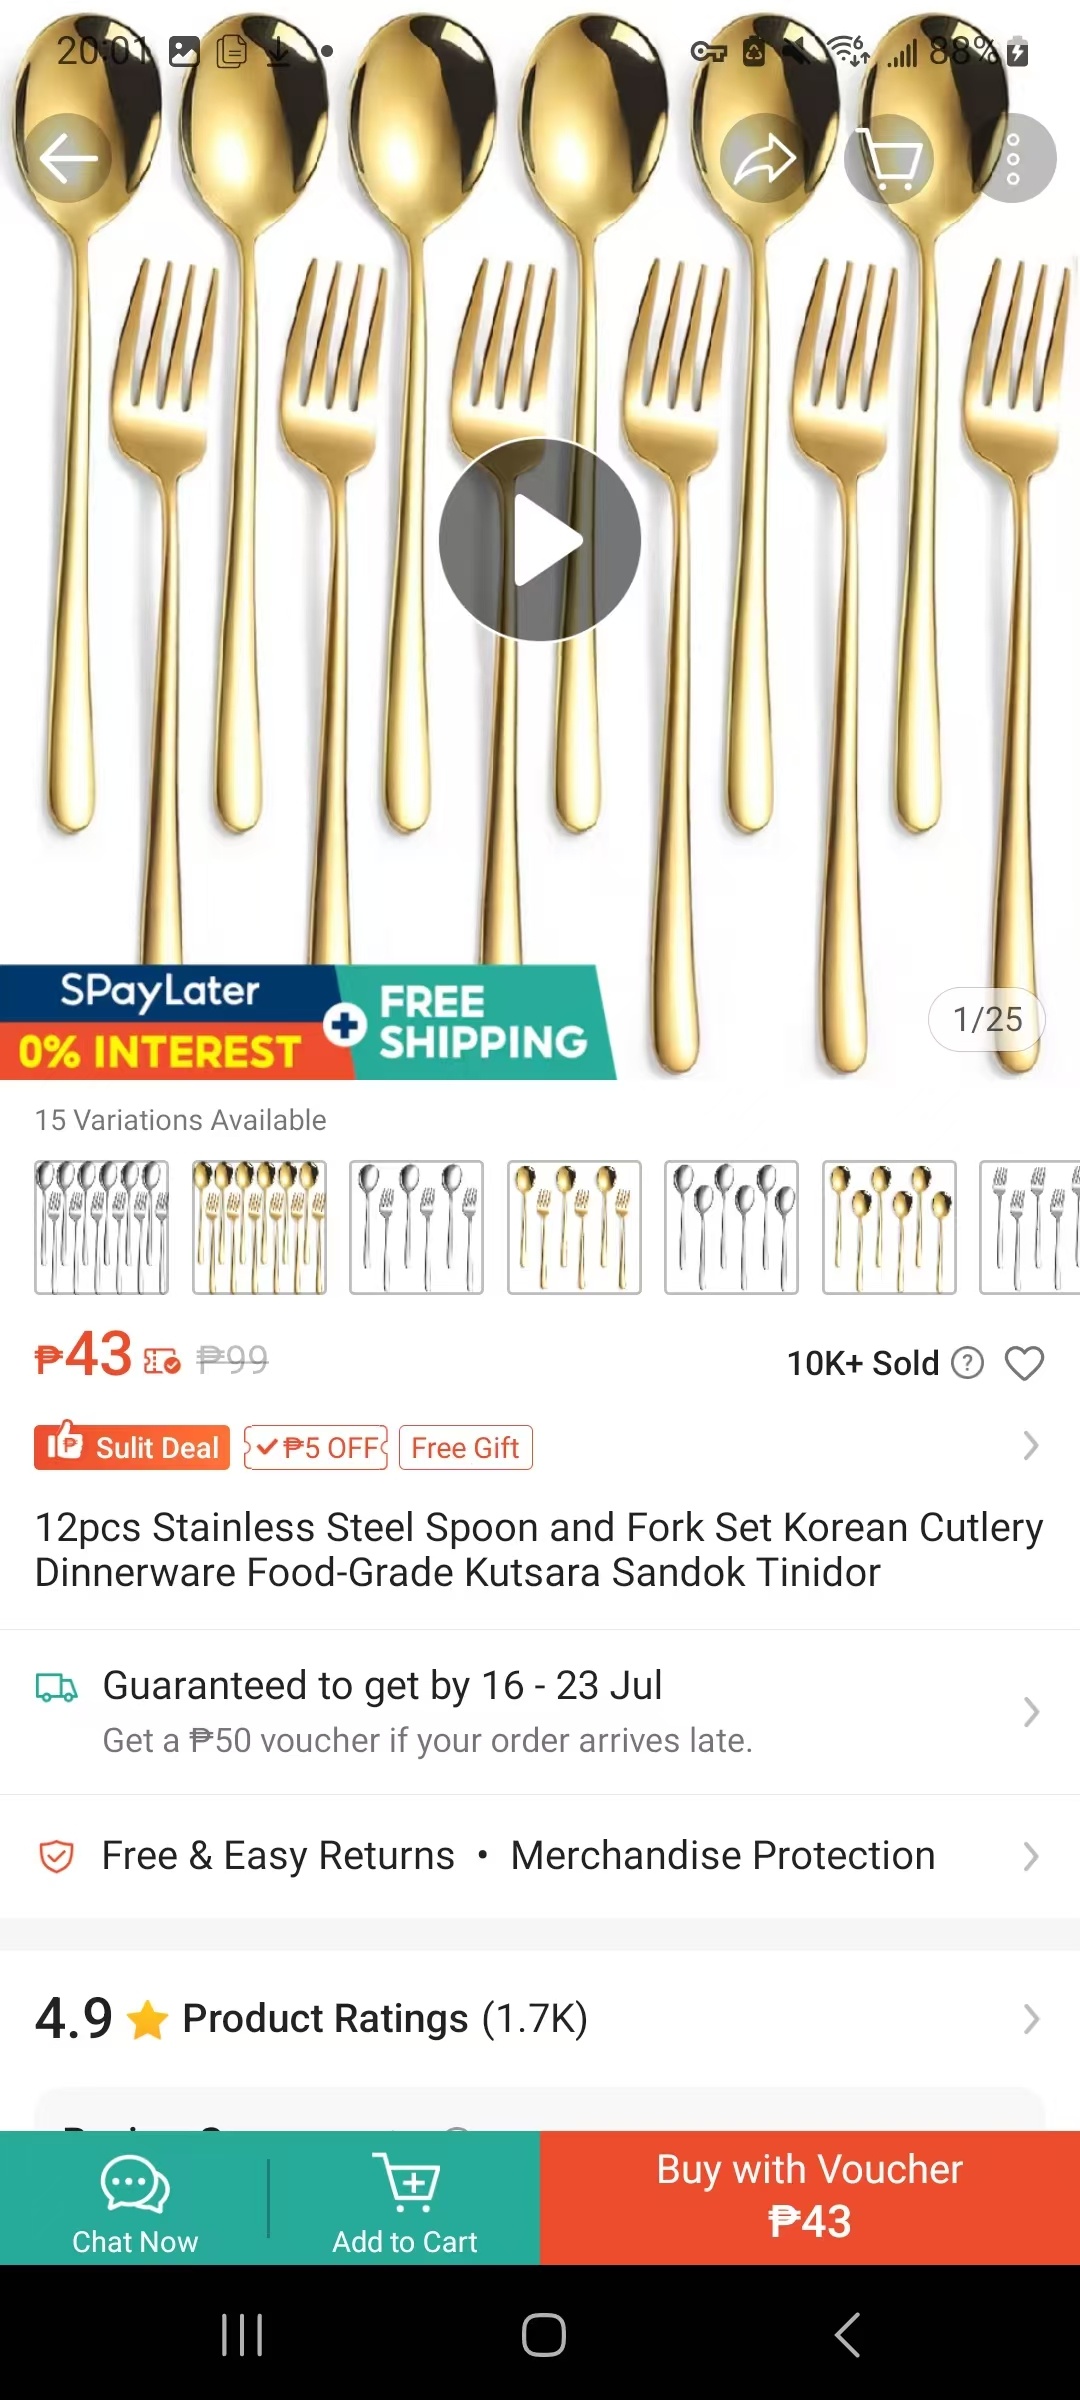 20:01
88%
SPayLater
0% INTEREST
FREE
SHIPPING
1/25
15 Variations Available
₱43 ₱99
10K+ Sold
Sulit Deal
₱5 OFF
Free Gift
12pcs Stainless Steel Spoon and Fork Set Korean Cutlery
Dinnerware Food-Grade Kutsara Sandok Tinidor
Guaranteed to get by 16 - 23 Jul
Get a ₱50 voucher if your order arrives late.
Free & Easy Returns • Merchandise Protection
4.9 Product Ratings (1.7K)
Chat Now
Add to Cart
Buy with Voucher
₱43